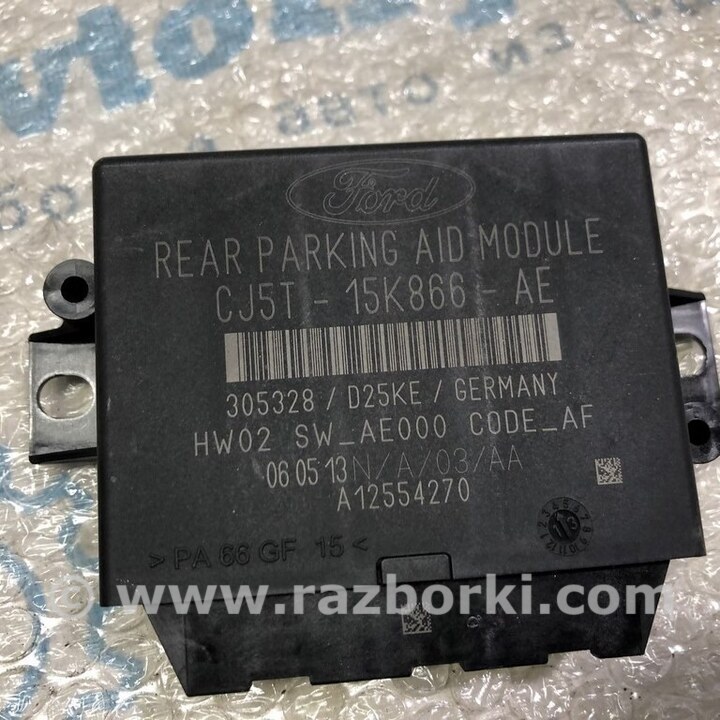 Ford
REAR PARKING AID MODULE
CJ5T - 15K866 - AE
305328 / D25KE / GERMANY
HW02 SW_AE000 CODE_AF
06 05 13 N/A/03/AA
A12554270
> PA 66 GF 15 <
© www.razborki.com